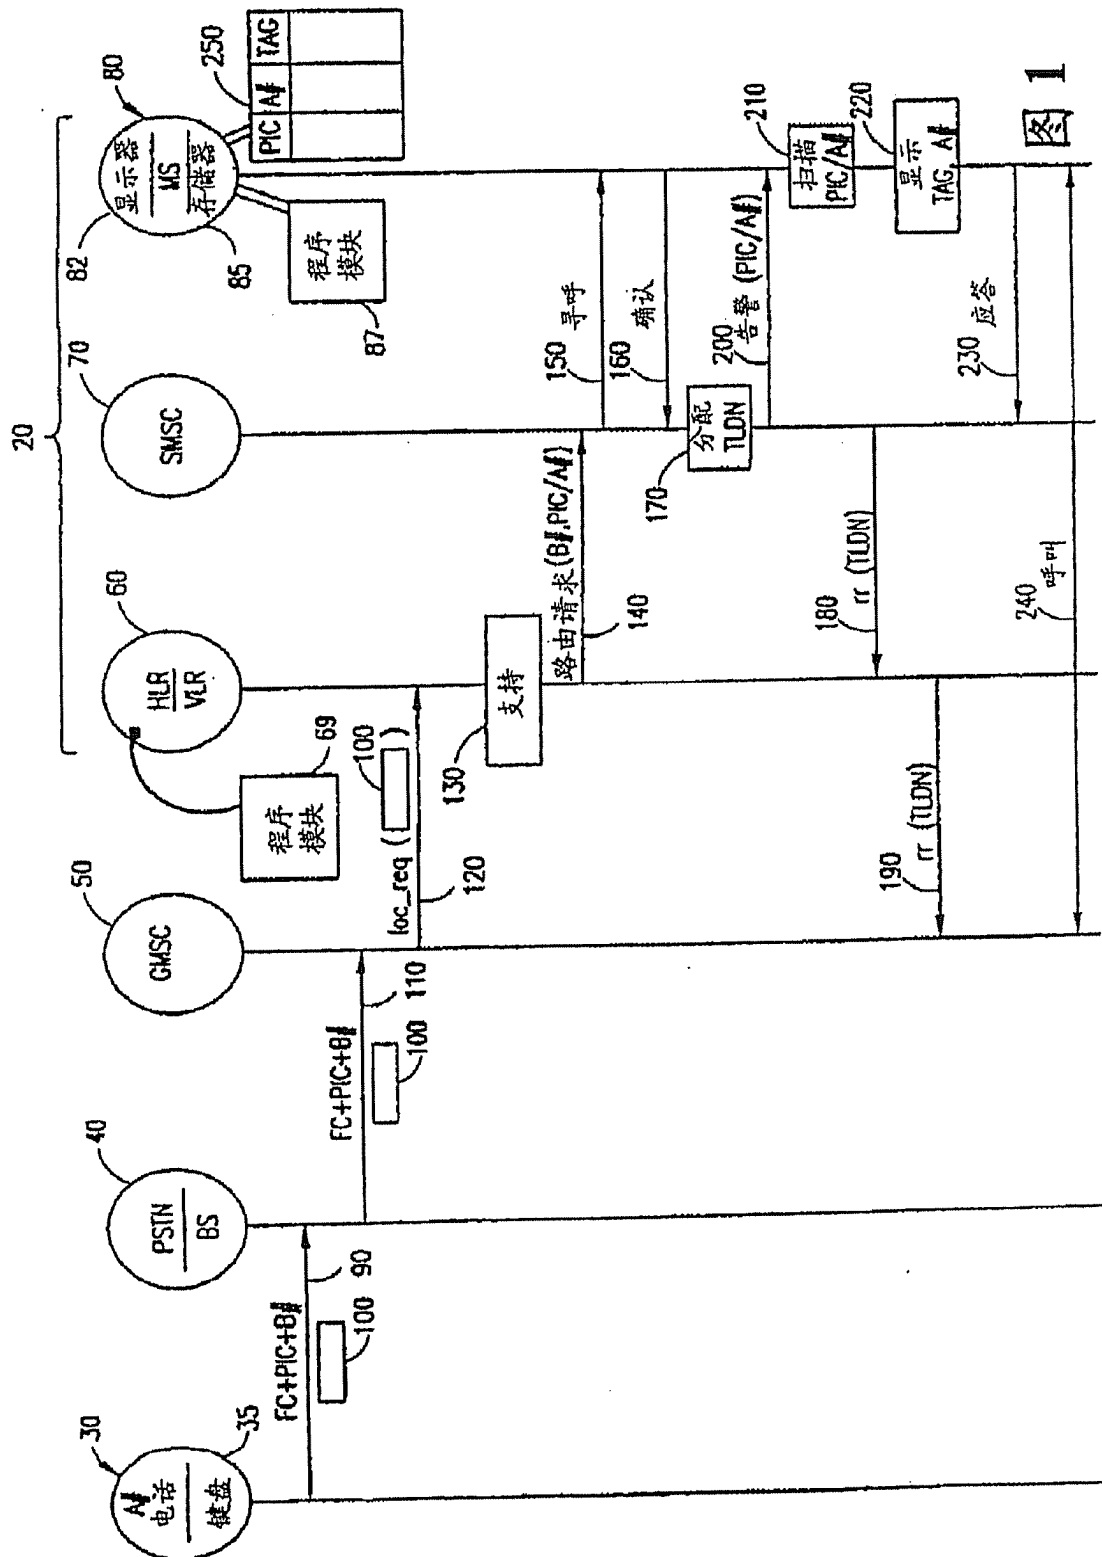 20
30
A#
电话
键盘
35
40
PSTN
BS
50
GMSC
60
HLR
VLR
程序
模块
69
70
SMSC
80
82
显示器
MS
存储器
85
程序
模块
87
250
PIC
A#
TAG
FC+PIC+B#
90
100
FC+PIC+B#
110
100
loc_req (
100
)
120
130
支持
路由请求(B#,PIC/A#)
140
150
寻呼
160
确认
170
分配
TLDN
200
告警 (PIC/A#)
180
rr (TLDN)
190
rr (TLDN)
210
扫描
PIC/A#
220
显示
TAG, A#
230
应答
240
呼叫
图 1